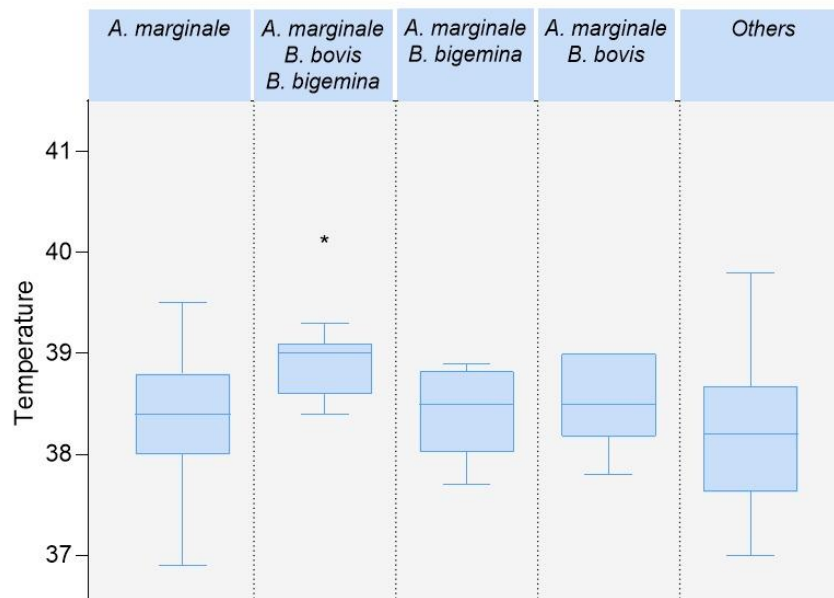 A. marginale
A. marginale
B. bovis
B. bigemina
A. marginale
B. bigemina
A. marginale
B. bovis
Others
Temperature
41
40
39
38
37
*